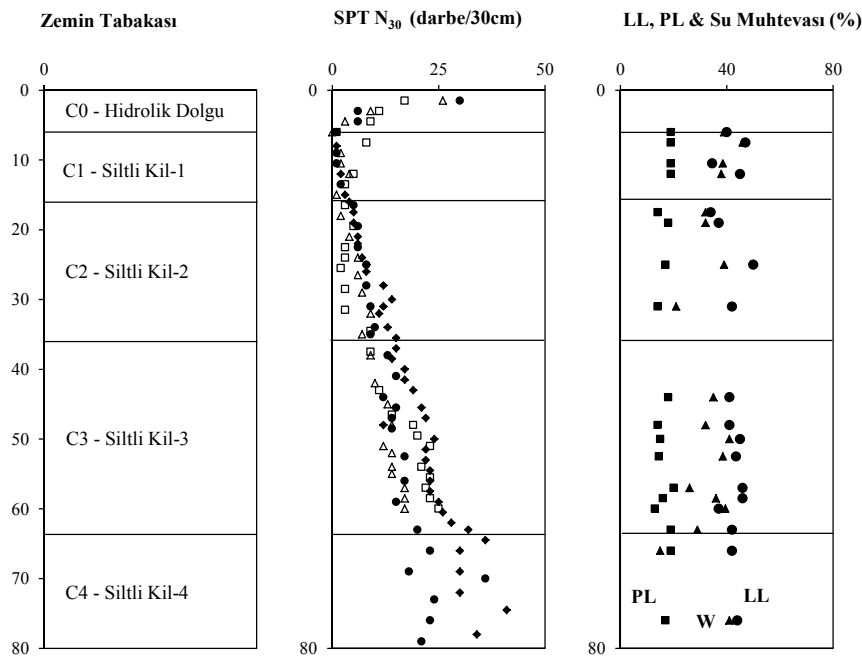 Zemin Tabakası
SPT N30 (darbe/30cm)
LL, PL & Su Muhtevası (%)
0
0 25 50
0 40 80
0
10
20
30
40
50
60
70
80
C0 - Hidrolik Dolgu
C1 - Siltli Kil-1
C2 - Siltli Kil-2
C3 - Siltli Kil-3
C4 - Siltli Kil-4
0
80
0
80
PL
W
LL